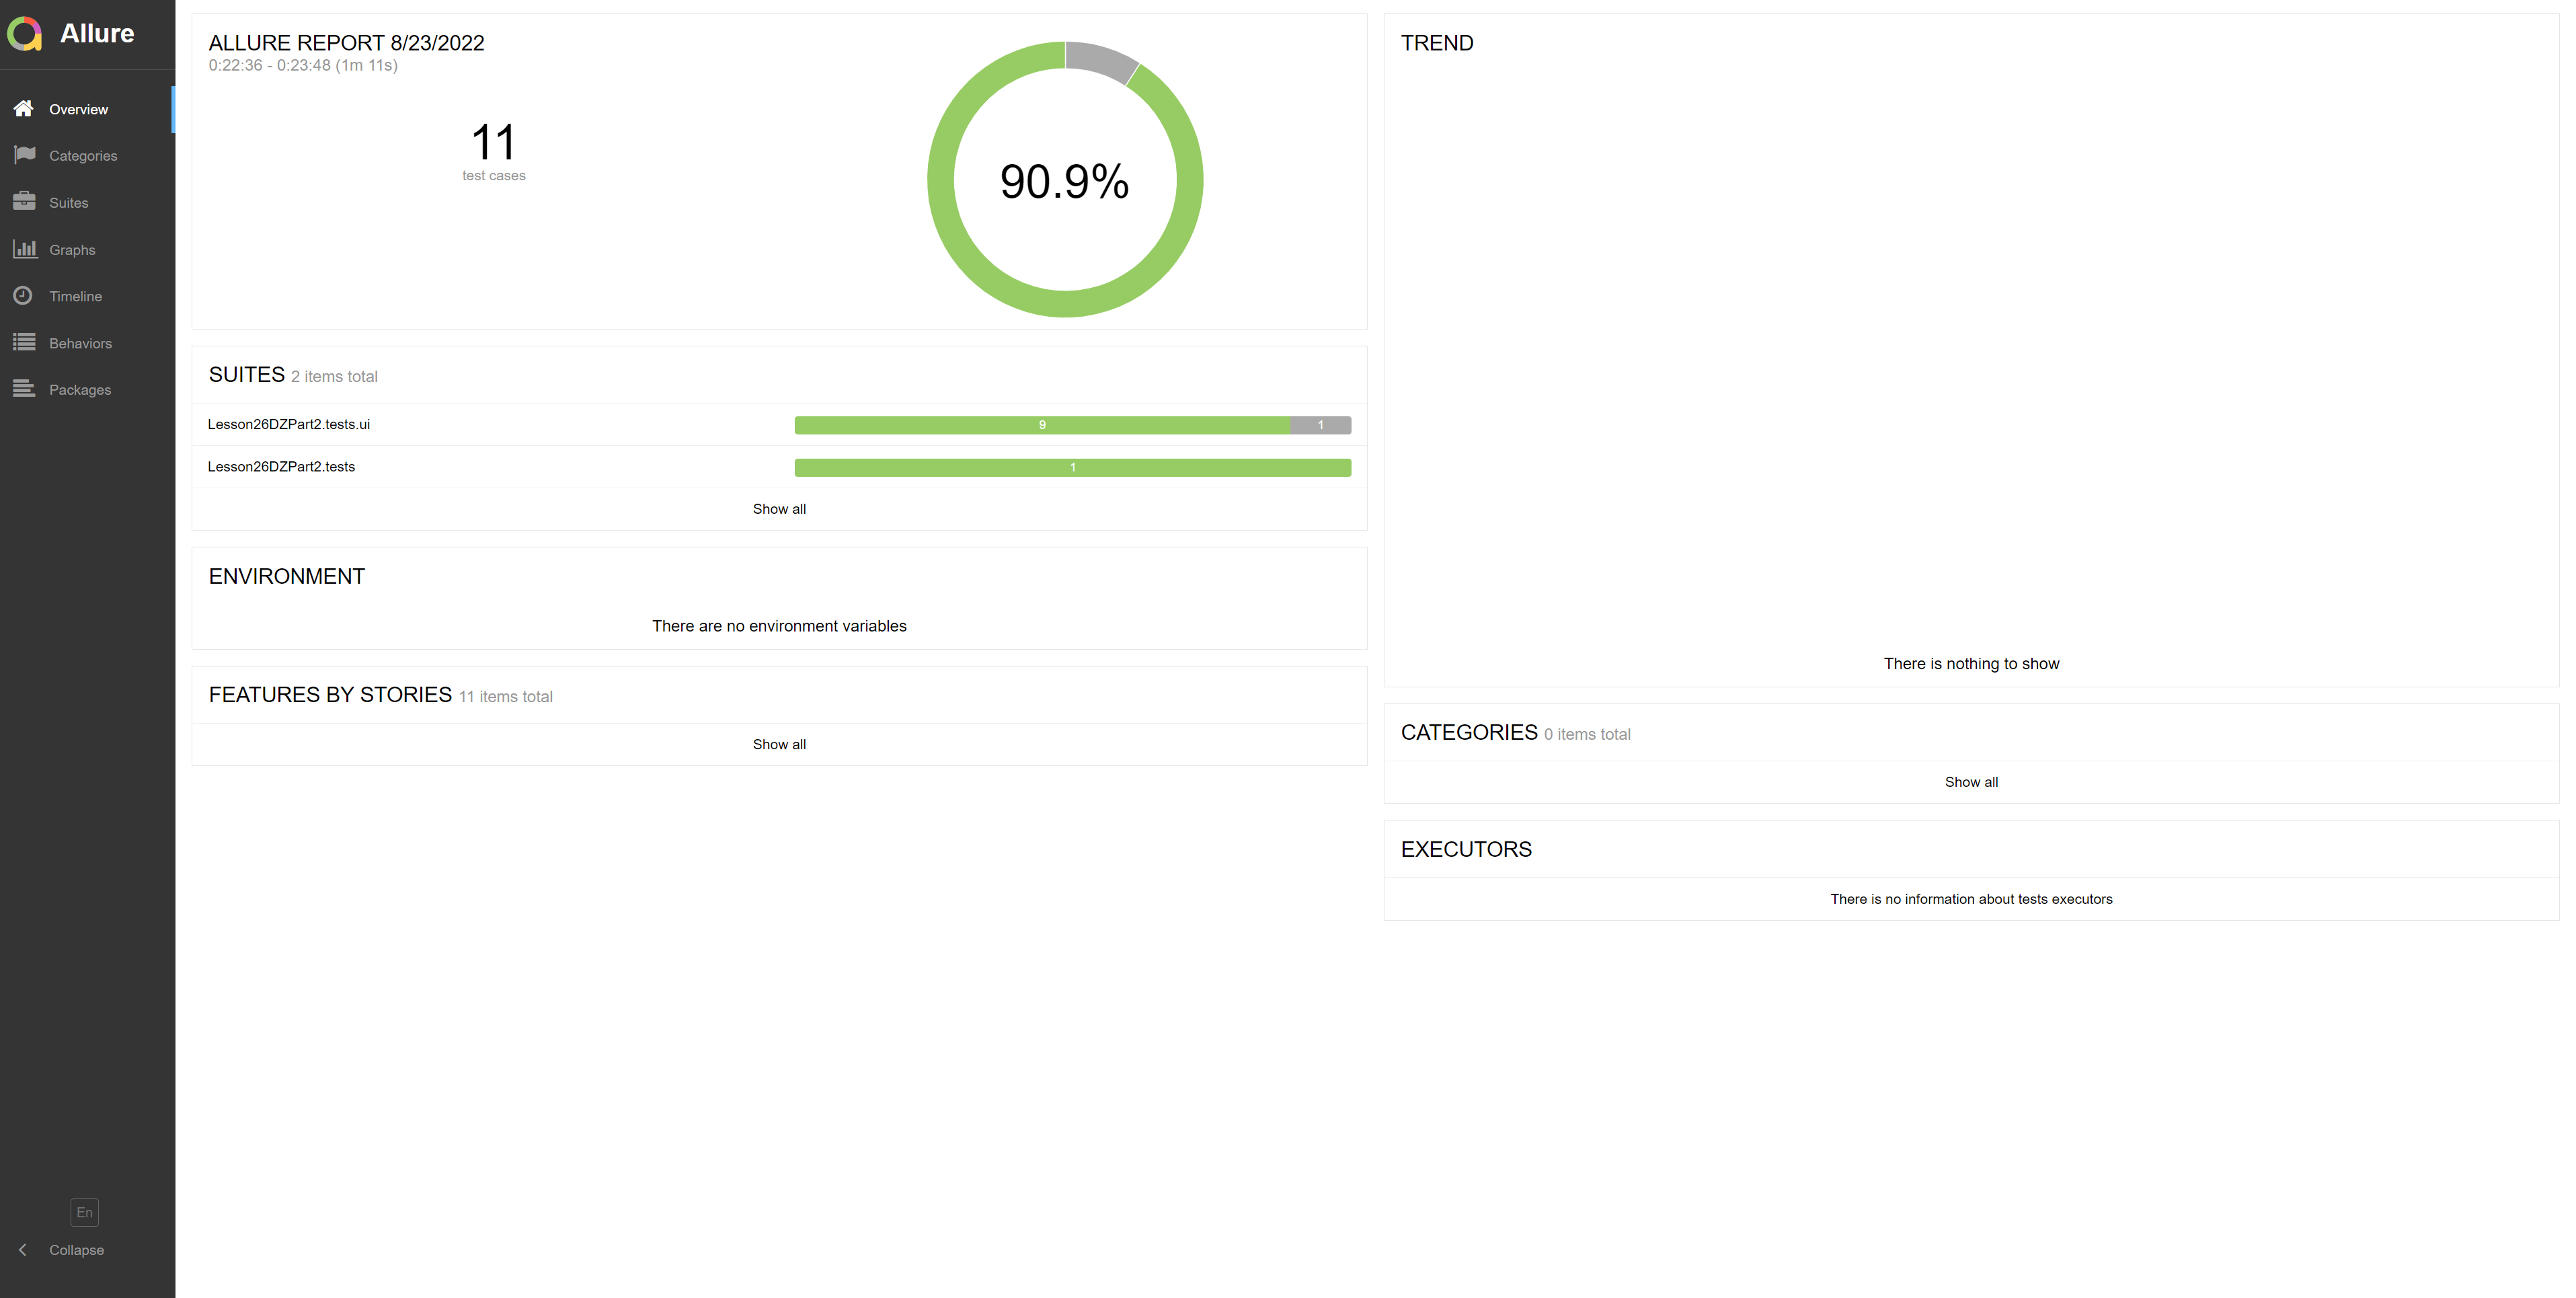 Allure
Overview
Categories
Suites
Graphs
Timeline
Behaviors
Packages
En
Collapse
ALLURE REPORT 8/23/2022
0:22:36 - 0:23:48 (1m 11s)
11
test cases
90.9%
SUITES 2 items total
Lesson26DZPart2.tests.ui 9 1
Lesson26DZPart2.tests 1
Show all
ENVIRONMENT
There are no environment variables
FEATURES BY STORIES 11 items total
Show all
TREND
There is nothing to show
CATEGORIES 0 items total
Show all
EXECUTORS
There is no information about tests executors